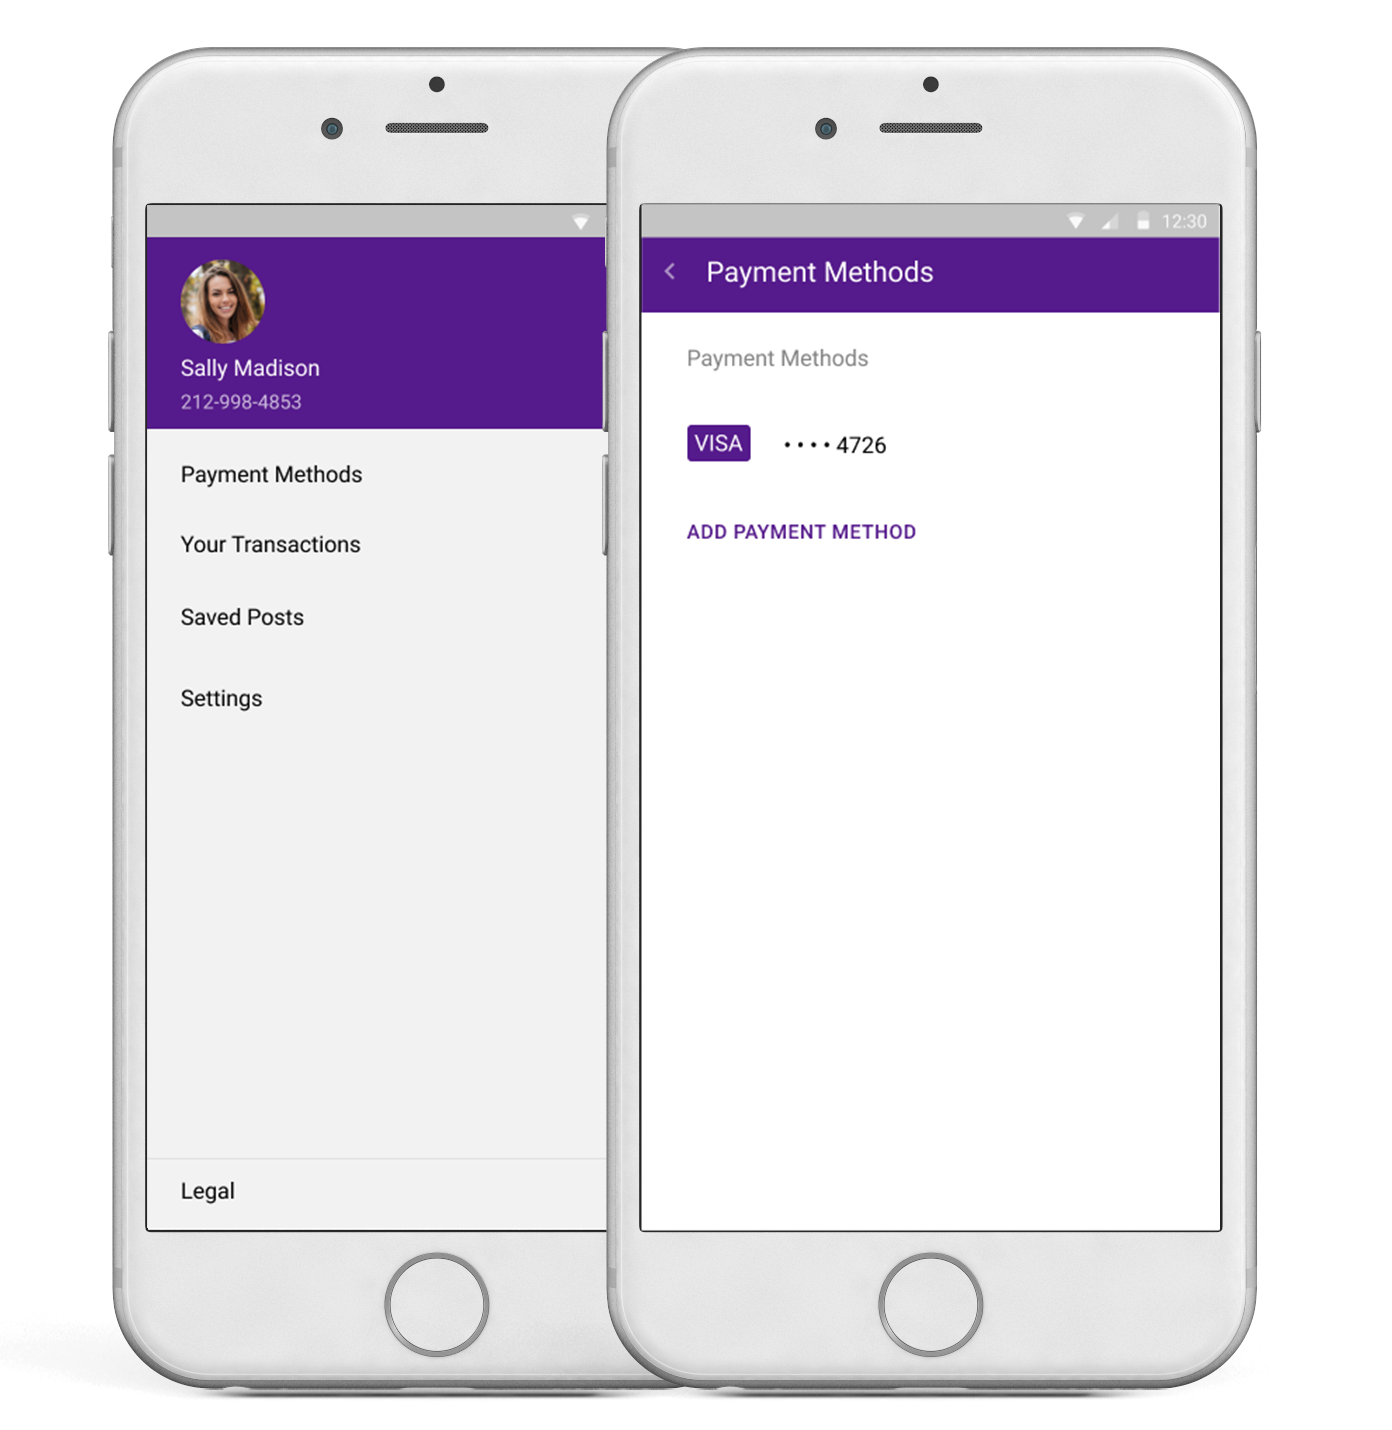 Sally Madison
212-998-4853
Payment Methods
Your Transactions
Saved Posts
Settings
Legal
12:30
Payment Methods
Payment Methods
VISA •••• 4726
ADD PAYMENT METHOD